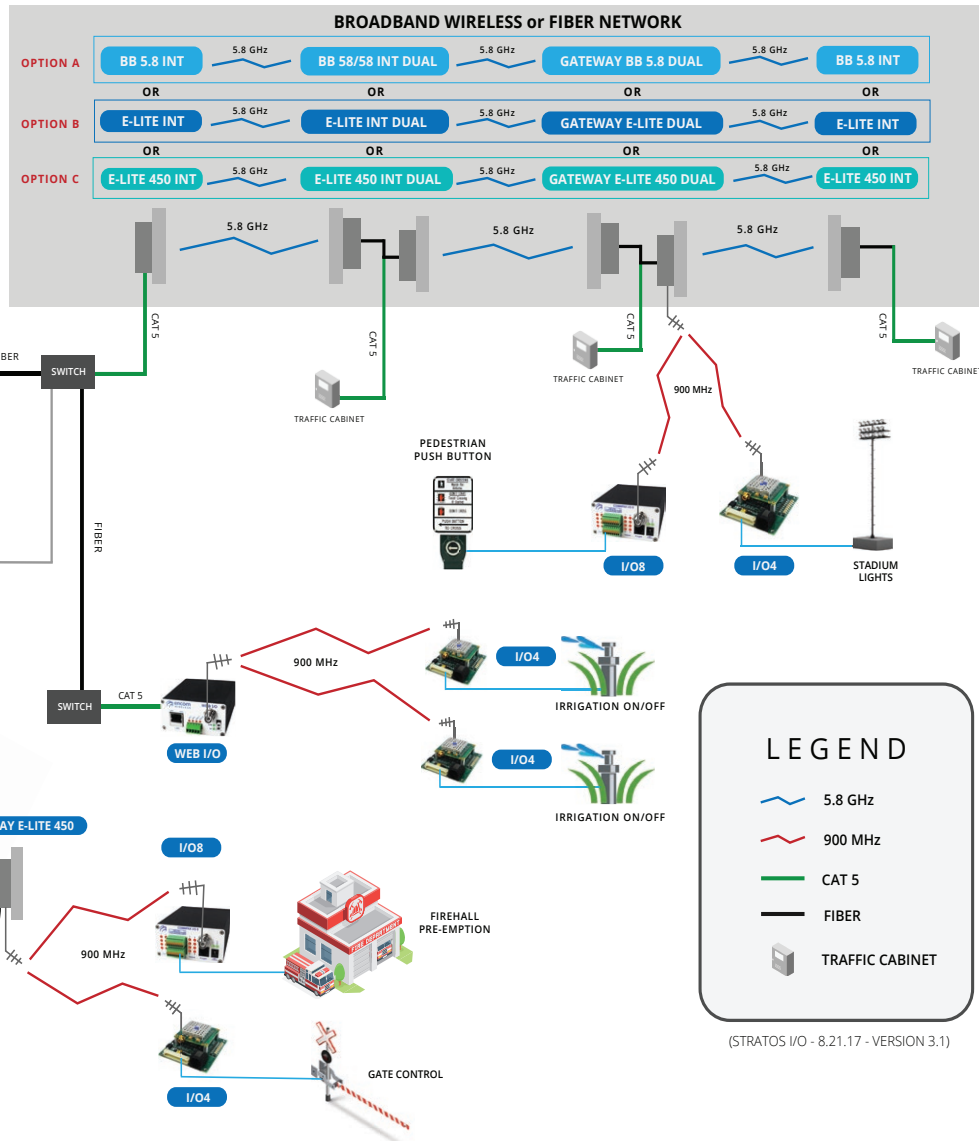 BROADBAND WIRELESS or FIBER NETWORK
OPTION A
BB 5.8 INT
5.8 GHz
BB 58/58 INT DUAL
5.8 GHz
GATEWAY BB 5.8 DUAL
5.8 GHz
BB 5.8 INT
OR
OR
OR
OR
OPTION B
E-LITE INT
5.8 GHz
E-LITE INT DUAL
5.8 GHz
GATEWAY E-LITE DUAL
5.8 GHz
E-LITE INT
OR
OR
OR
OR
OPTION C
E-LITE 450 INT
5.8 GHz
E-LITE 450 INT DUAL
5.8 GHz
GATEWAY E-LITE 450 DUAL
5.8 GHz
E-LITE 450 INT
5.8 GHz
5.8 GHz
5.8 GHz
CAT 5
CAT 5
CAT 5
CAT 5
BER
SWITCH
TRAFFIC CABINET
TRAFFIC CABINET
TRAFFIC CABINE
900 MHz
PEDESTRIAN
PUSH BUTTON
PUSH BUTTON
TO CROSS
I/O8
I/O4
STADIUM
LIGHTS
FIBER
900 MHz
I/O4
IRRIGATION ON/OFF
SWITCH
CAT 5
WEB I/O
I/O4
IRRIGATION ON/OFF
AY E-LITE 450
I/O8
900 MHz
FIRE DEPARTMENT
FIREHALL
PRE-EMPTION
I/O4
GATE CONTROL
LEGEND
5.8 GHz
900 MHz
CAT 5
FIBER
TRAFFIC CABINET
(STRATOS I/O - 8.21.17 - VERSION 3.1)